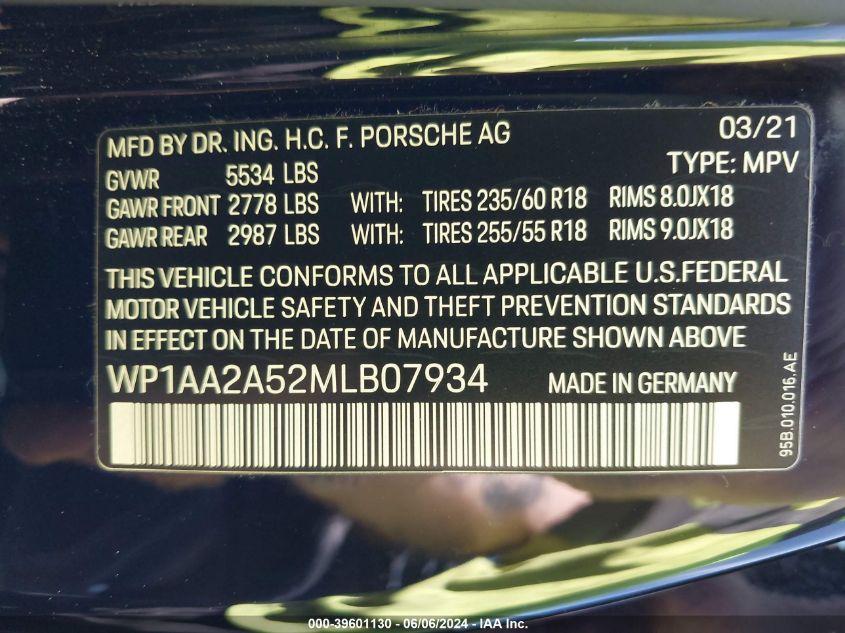 MFD BY DR. ING. H.C. F. PORSCHE AG 03/21
GVWR 5534 LBS TYPE: MPV
GAWR FRONT 2778 LBS WITH: TIRES 235/60 R18 RIMS 8.0JX18
GAWR REAR 2987 LBS WITH: TIRES 255/55 R18 RIMS 9.0JX18
THIS VEHICLE CONFORMS TO ALL APPLICABLE U.S.FEDERAL
MOTOR VEHICLE SAFETY AND THEFT PREVENTION STANDARDS
IN EFFECT ON THE DATE OF MANUFACTURE SHOWN ABOVE
WP1AA2A52MLB07934 MADE IN GERMANY
95B.010.016.AE
000-39601130 - 06/06/2024 - IAA Inc.